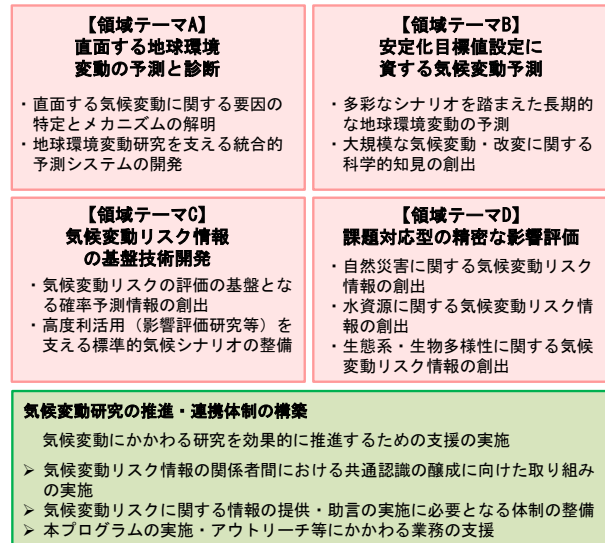 【領域テーマA】
直面する地球環境
変動の予測と診断
・直面する気候変動に関する要因の
特定とメカニズムの解明
・地球環境変動研究を支える統合的
予測システムの開発
【領域テーマB】
安定化目標値設定に
資する気候変動予測
・多彩なシナリオを踏まえた長期的
な地球環境変動の予測
・大規模な気候変動・改変に関する
科学的知見の創出
【領域テーマC】
気候変動リスク情報
の基盤技術開発
・気候変動リスクの評価の基盤とな
る確率予測情報の創出
・高度利活用（影響評価研究等）を
支える標準的気候シナリオの整備
【領域テーマD】
課題対応型の精密な影響評価
・自然災害に関する気候変動リスク
情報の創出
・水資源に関する気候変動リスク情
報の創出
・生態系・生物多様性に関する気候
変動リスク情報の創出
気候変動研究の推進・連携体制の構築
気候変動にかかわる研究を効果的に推進するための支援の実施
➢ 気候変動リスク情報の関係者間における共通認識の醸成に向けた取り組み
の実施
➢ 気候変動リスクに関する情報の提供・助言の実施に必要となる体制の整備
➢ 本プログラムの実施・アウトリーチ等にかかわる業務の支援